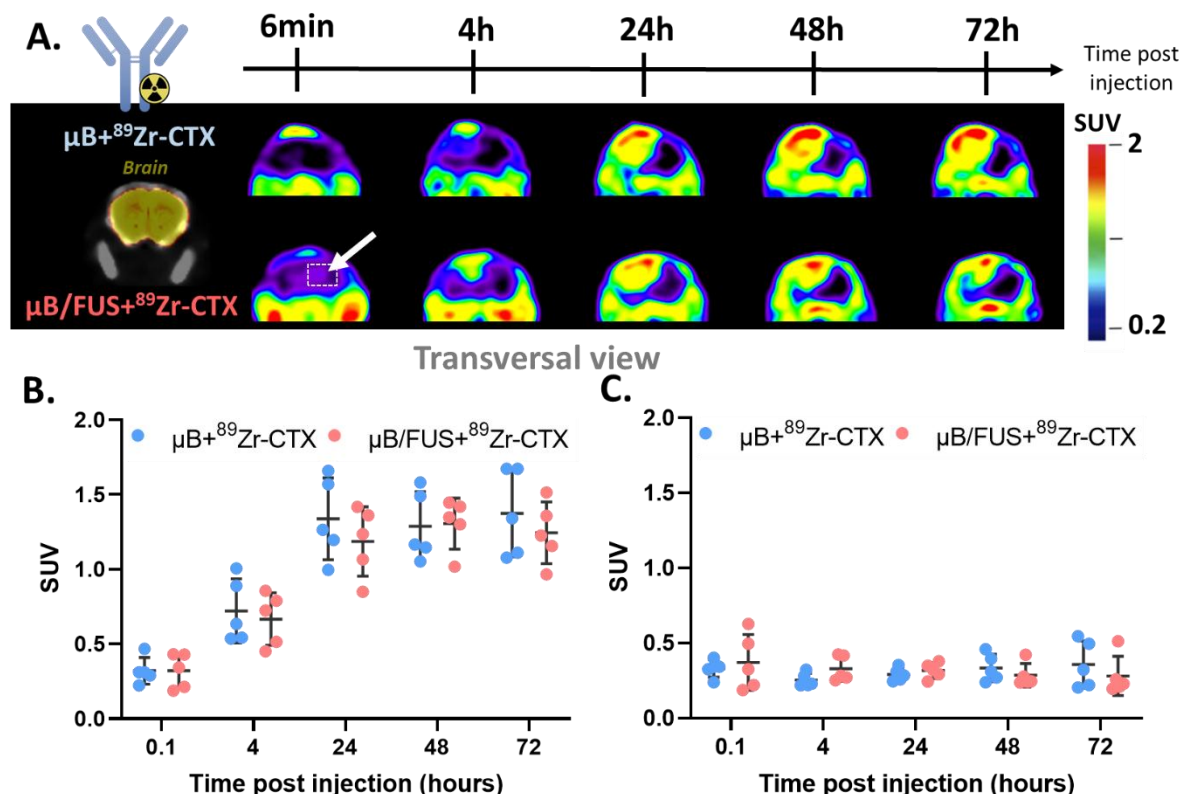 A.
6min 4h 24h 48h 72h
Time post
injection
µB+⁸⁹Zr-CTX
Brain
µB/FUS+⁸⁹Zr-CTX
SUV
2
0.2
Transversal view
B.
2.0
1.5
1.0
0.5
0.0
SUV
µB+⁸⁹Zr-CTX µB/FUS+⁸⁹Zr-CTX
0.1 4 24 48 72
Time post injection (hours)
C.
2.0
1.5
1.0
0.5
0.0
SUV
µB+⁸⁹Zr-CTX µB/FUS+⁸⁹Zr-CTX
0.1 4 24 48 72
Time post injection (hours)